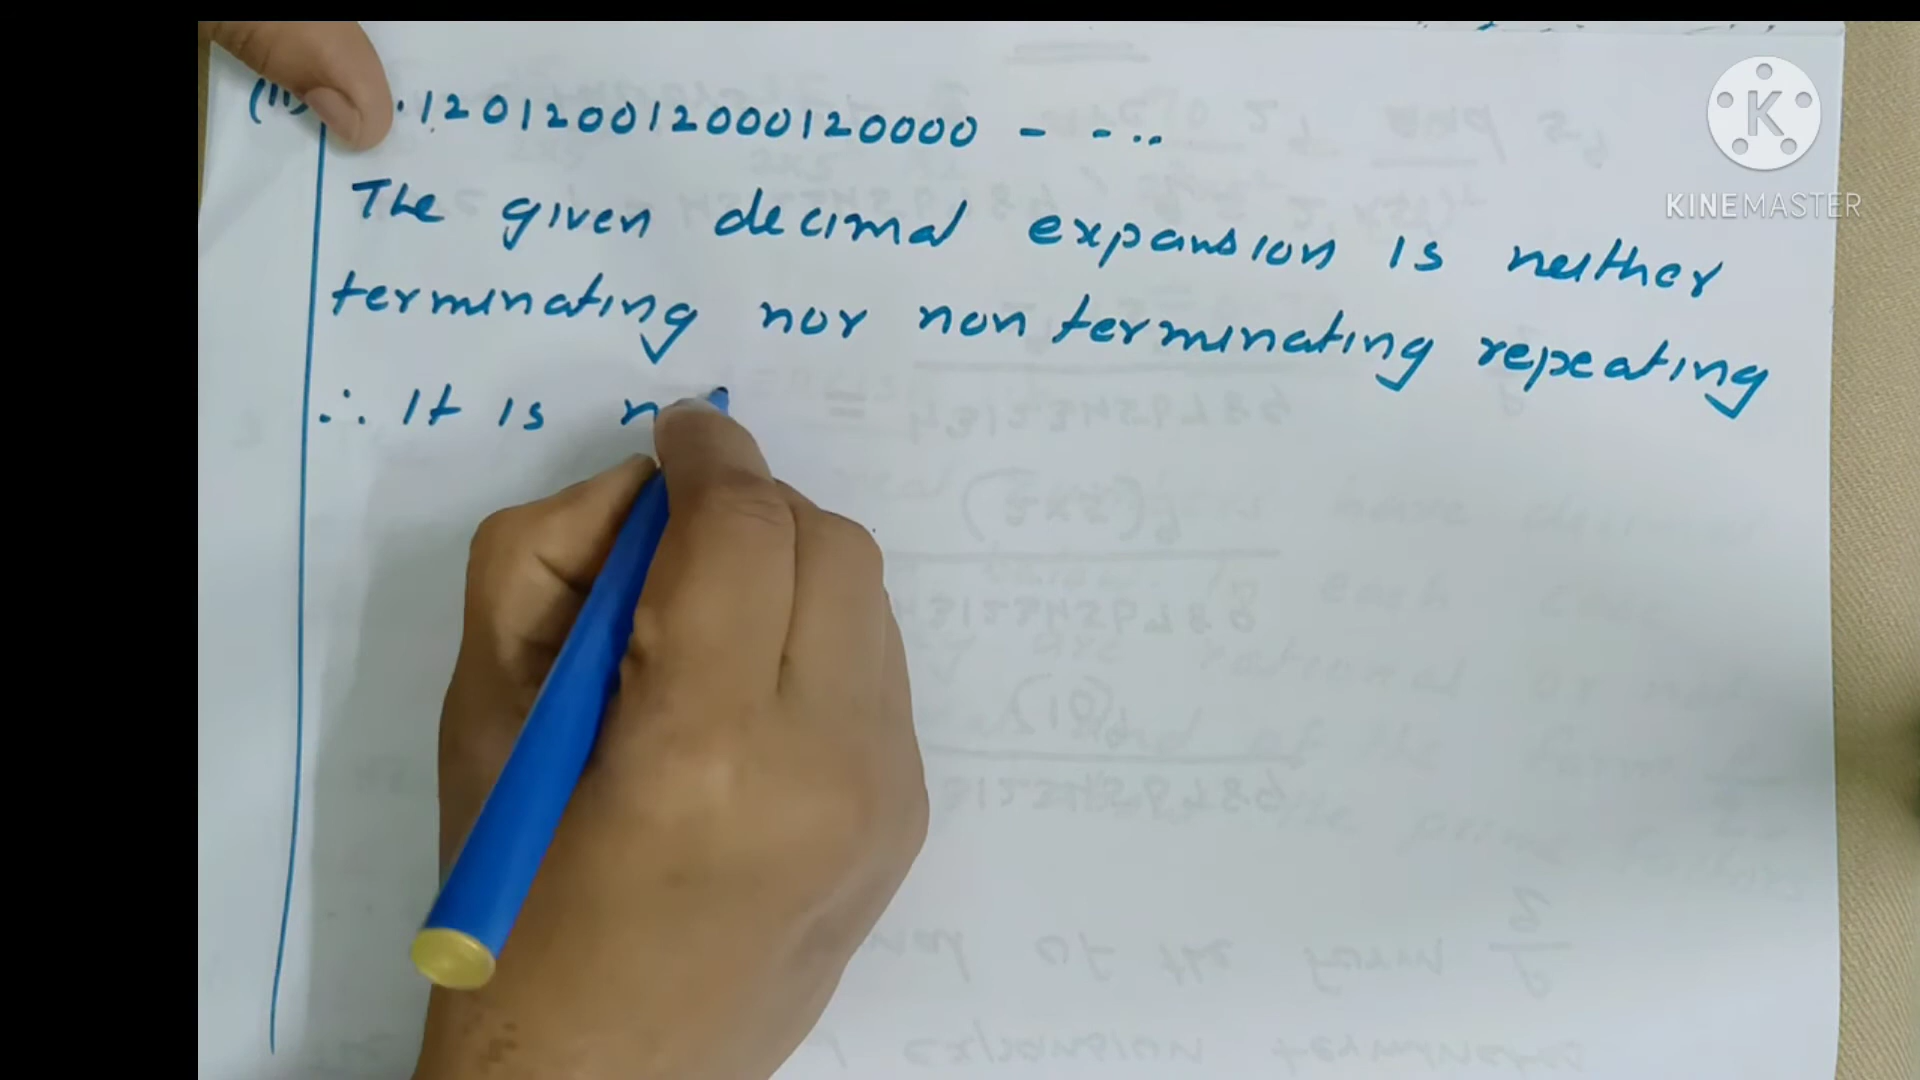 (ii) .120120012000120000 - - ..
The given decimal expansion is neither
terminating nor non terminating repeating
∴ It is
K
KINEMASTER